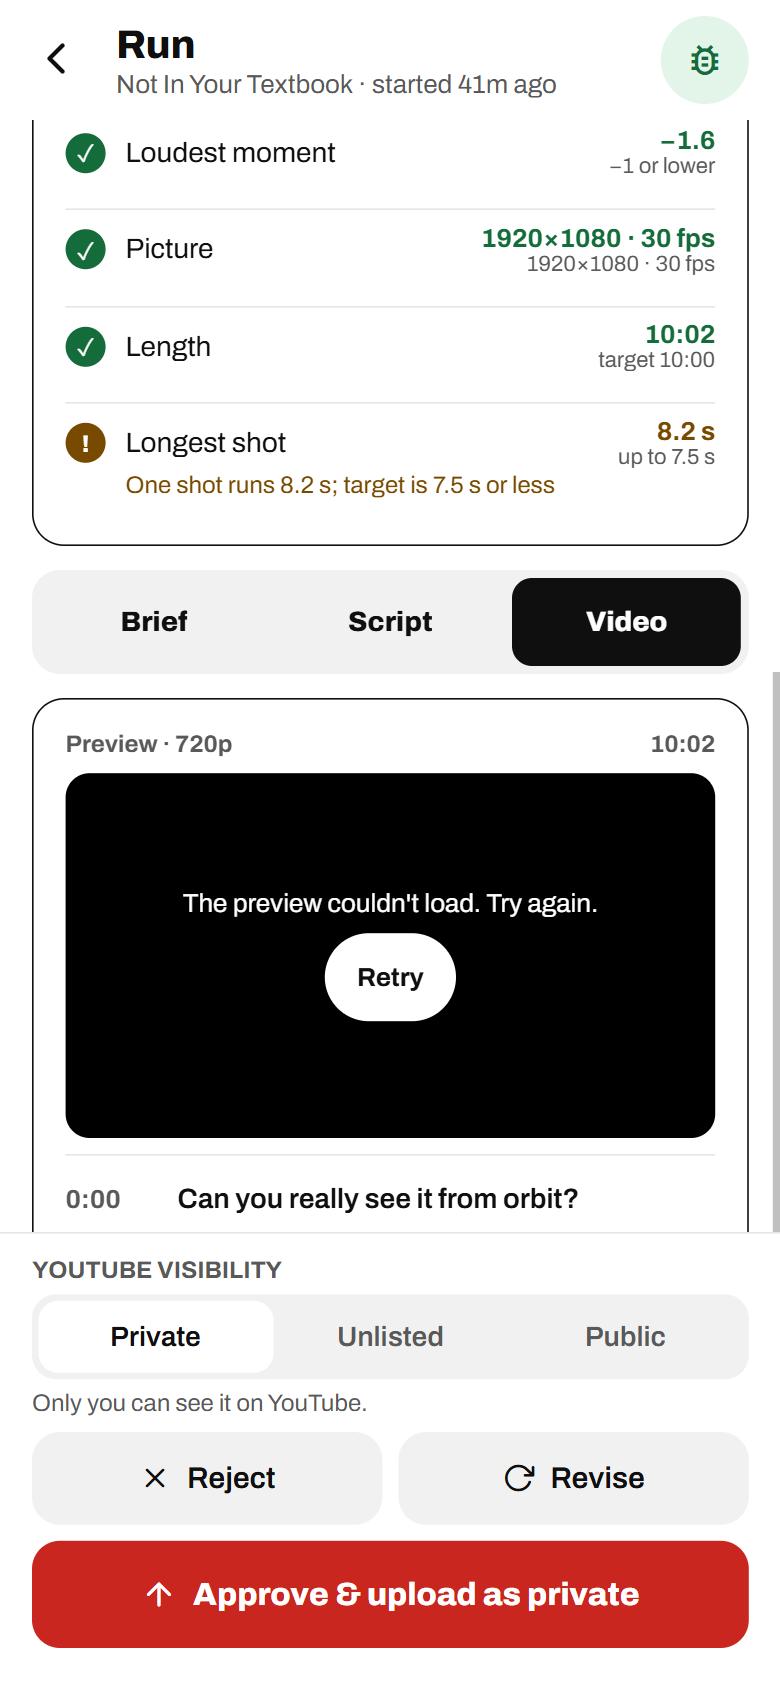 Run
Not In Your Textbook · started 41m ago
Loudest moment
−1.6
−1 or lower
Picture
1920×1080 · 30 fps
1920×1080 · 30 fps
Length
10:02
target 10:00
Longest shot
8.2 s
up to 7.5 s
One shot runs 8.2 s; target is 7.5 s or less
Brief
Script
Video
Preview · 720p
10:02
The preview couldn't load. Try again.
Retry
0:00
Can you really see it from orbit?
YOUTUBE VISIBILITY
Private
Unlisted
Public
Only you can see it on YouTube.
Reject
Revise
Approve & upload as private